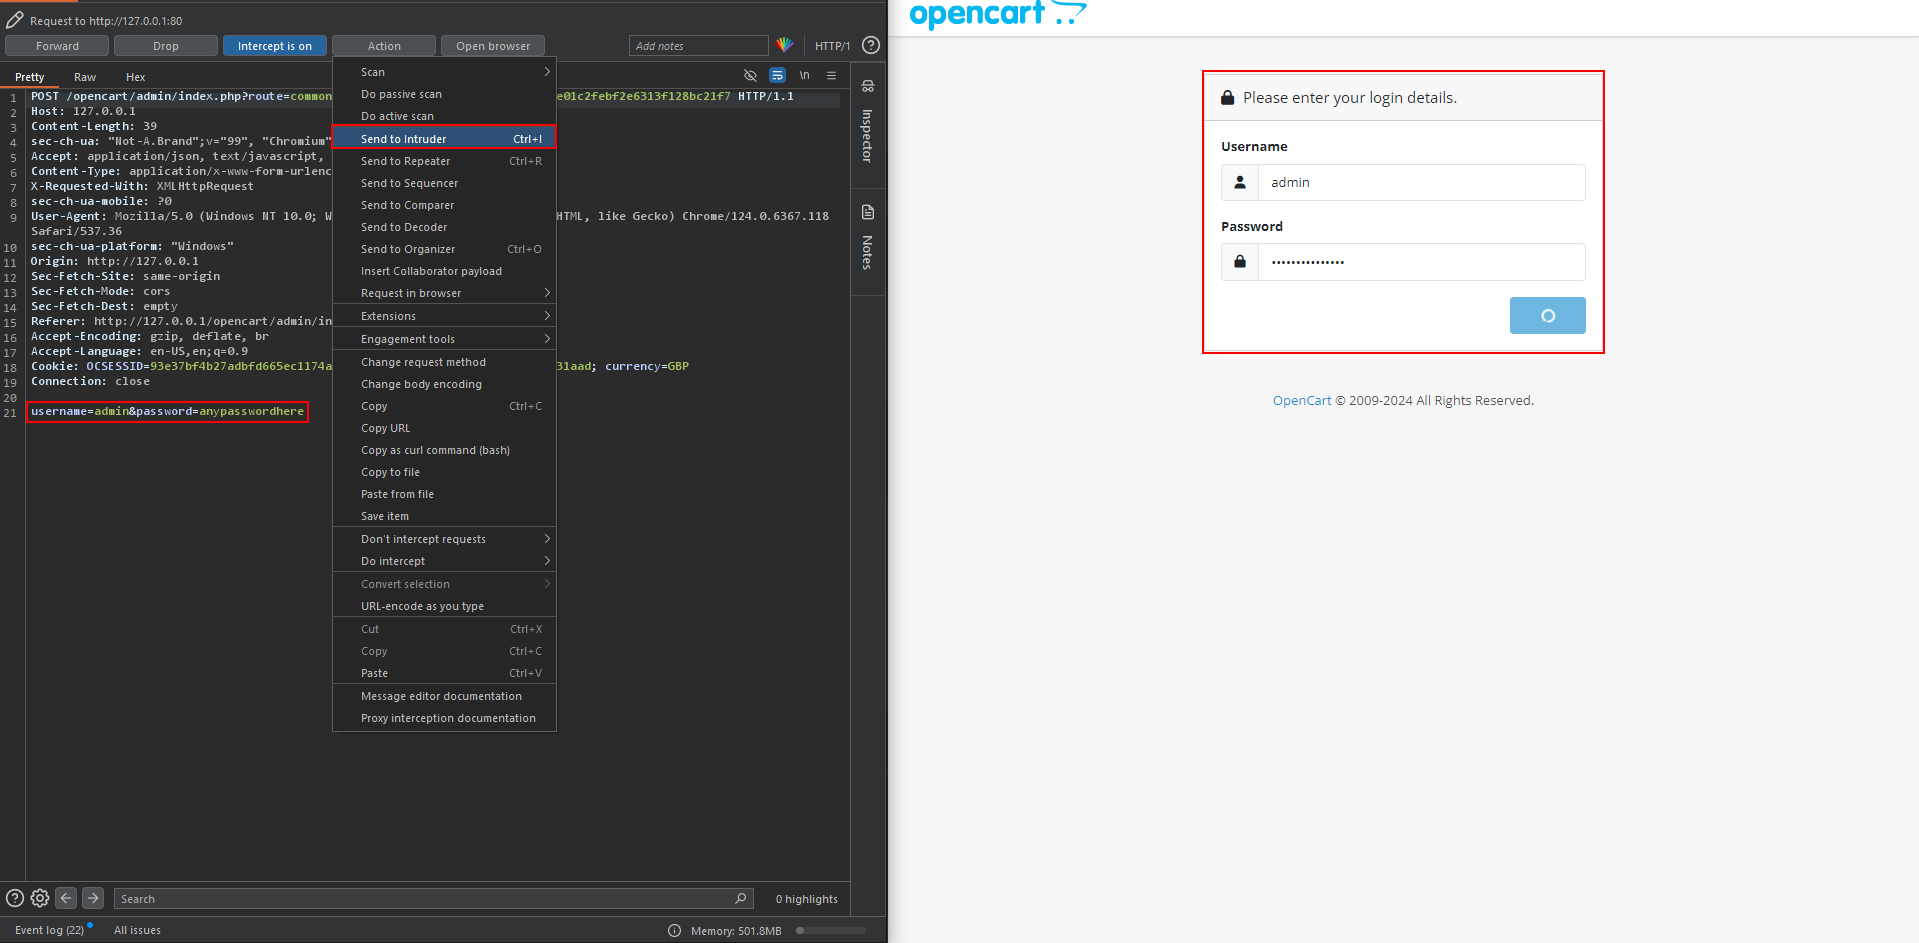 Request to http://127.0.0.1:80
Forward Drop Intercept is on Action Open browser Add notes HTTP/1 ?
Pretty Raw Hex \n
1 POST /opencart/admin/index.php?route=common e01c2febf2e6313f128bc21f7 HTTP/1.1
2 Host: 127.0.0.1
3 Content-Length: 39
4 sec-ch-ua: "Not-A.Brand";v="99", "Chromium"
5 Accept: application/json, text/javascript,
6 Content-Type: application/x-www-form-urlenc
7 X-Requested-With: XMLHttpRequest
8 sec-ch-ua-mobile: ?0
9 User-Agent: Mozilla/5.0 (Windows NT 10.0; W HTML, like Gecko) Chrome/124.0.6367.118
Safari/537.36
10 sec-ch-ua-platform: "Windows"
11 Origin: http://127.0.0.1
12 Sec-Fetch-Site: same-origin
13 Sec-Fetch-Mode: cors
14 Sec-Fetch-Dest: empty
15 Referer: http://127.0.0.1/opencart/admin/in
16 Accept-Encoding: gzip, deflate, br
17 Accept-Language: en-US,en;q=0.9
18 Cookie: OCSESSID=93e37bf4b27adbfd665ec1174a 31aad; currency=GBP
19 Connection: close
20
21 username=admin&password=anypasswordhere
Scan
Do passive scan
Do active scan
Send to Intruder Ctrl+I
Send to Repeater Ctrl+R
Send to Sequencer
Send to Comparer
Send to Decoder
Send to Organizer Ctrl+O
Insert Collaborator payload
Request in browser
Extensions
Engagement tools
Change request method
Change body encoding
Copy Ctrl+C
Copy URL
Copy as curl command (bash)
Copy to file
Paste from file
Save item
Don't intercept requests
Do intercept
Convert selection
URL-encode as you type
Cut Ctrl+X
Copy Ctrl+C
Paste Ctrl+V
Message editor documentation
Proxy interception documentation
Inspector
Notes
? Search 0 highlights
Event log (22) All issues Memory: 501.8MB
opencart
Please enter your login details.
Username
admin
Password
•••••••••••••••
OpenCart © 2009-2024 All Rights Reserved.